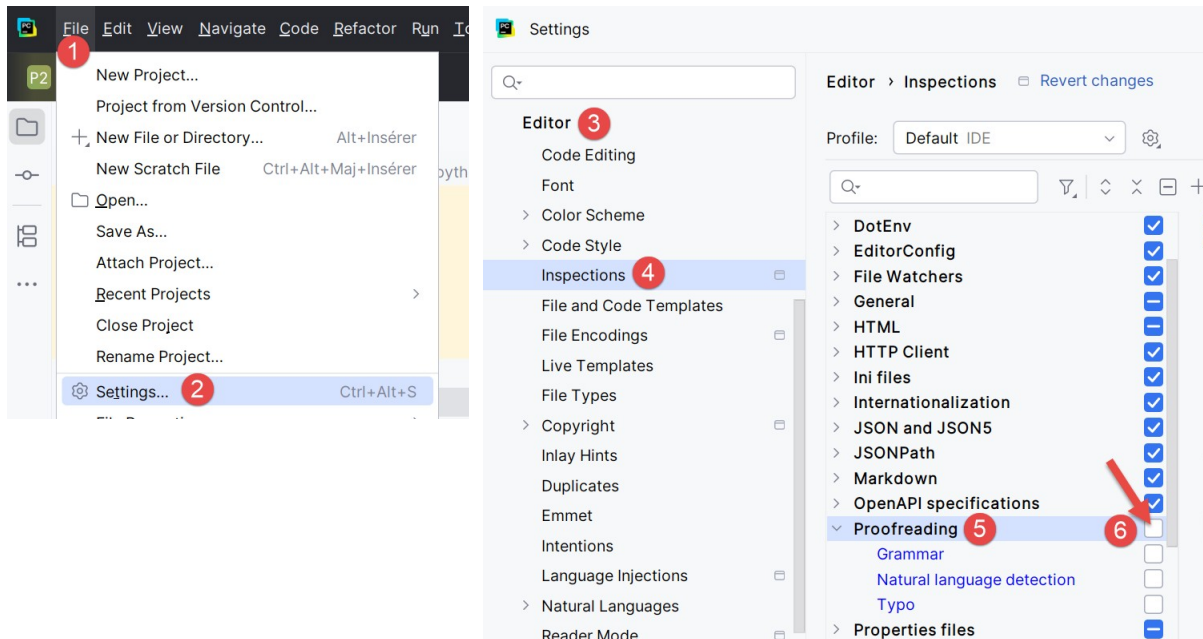 PC
File Edit View Navigate Code Refactor Run
1
P2
New Project...
Project from Version Control...
New File or Directory... Alt+Insérer
New Scratch File Ctrl+Alt+Maj+Insérer
Open...
Save As...
Attach Project...
Recent Projects
Close Project
Rename Project...
Settings... 2 Ctrl+Alt+S
PC
Settings
Editor 3
Code Editing
Font
Color Scheme
Code Style
Inspections 4
File and Code Templates
File Encodings
Live Templates
File Types
Copyright
Inlay Hints
Duplicates
Emmet
Intentions
Language Injections
Natural Languages
Reader Mode
Editor › Inspections Revert changes
Profile: Default IDE
DotEnv
EditorConfig
File Watchers
General
HTML
HTTP Client
Ini files
Internationalization
JSON and JSON5
JSONPath
Markdown
OpenAPI specifications
Proofreading 5 6
Grammar
Natural language detection
Typo
Properties files